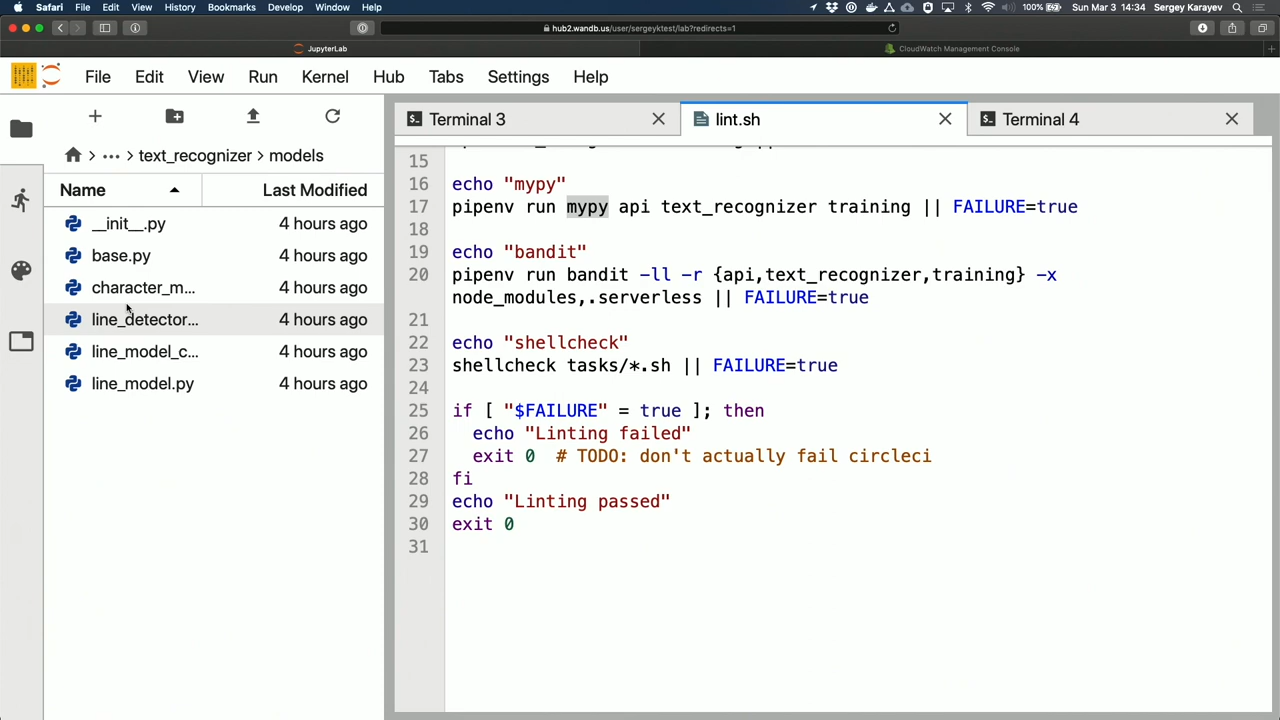 Safari File Edit View History Bookmarks Develop Window Help
100% Sun Mar 3 14:34 Sergey Karayev
hub2.wandb.us/user/sergeyktest/lab?redirects=1
JupyterLab
CloudWatch Management Console
File Edit View Run Kernel Hub Tabs Settings Help
Terminal 3
lint.sh
Terminal 4
... > text_recognizer > models
Name Last Modified
__init__.py 4 hours ago
base.py 4 hours ago
character_m... 4 hours ago
line_detector... 4 hours ago
line_model_c... 4 hours ago
line_model.py 4 hours ago
15
16 echo "mypy"
17 pipenv run mypy api text_recognizer training || FAILURE=true
18
19 echo "bandit"
20 pipenv run bandit -ll -r {api,text_recognizer,training} -x
node_modules,.serverless || FAILURE=true
21
22 echo "shellcheck"
23 shellcheck tasks/*.sh || FAILURE=true
24
25 if [ "$FAILURE" = true ]; then
26 echo "Linting failed"
27 exit 0 # TODO: don't actually fail circleci
28 fi
29 echo "Linting passed"
30 exit 0
31